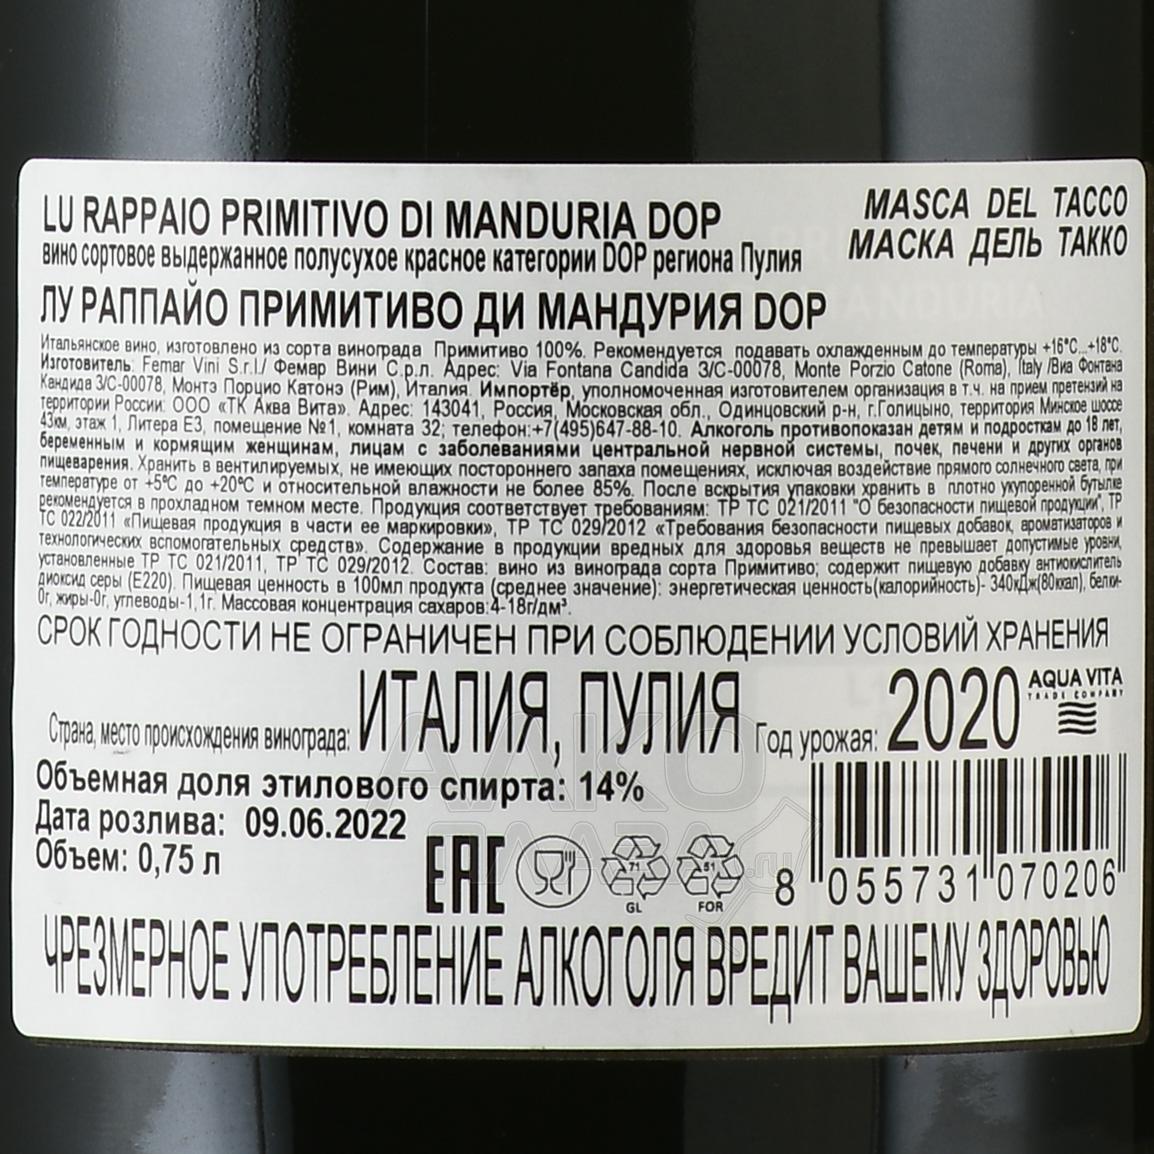 LU RAPPAIO PRIMITIVO DI MANDURIA DOP
вино сортовое выдержанное полусухое красное категории DOP региона Пулия
MASCA DEL TACCO
МАСКА ДЕЛЬ ТАККО
ЛУ РАППАЙО ПРИМИТИВО ДИ МАНДУРИЯ DOP
Итальянское вино, изготовлено из сорта винограда Примитиво 100%. Рекомендуется подавать охлажденным до температуры +16°С...+18°С.
Изготовитель: Femar Vini S.r.l./ Фемар Вини С.р.л. Адрес: Via Fontana Candida 3/C-00078, Monte Porzio Catone (Roma), Italy /Виа Фонтана
Кандида 3/С-00078, Монтэ Порцио Катонэ (Рим), Италия. Импортёр, уполномоченная изготовителем организация в т.ч. на прием претензий на
территории России: ООО «ТК Аква Вита». Адрес: 143041, Россия, Московская обл., Одинцовский р-н, г.Голицыно, территория Минское шоссе
43км, этаж 1, Литера Е3, помещение №1, комната 32; телефон:+7(495)647-88-10. Алкоголь противопоказан детям и подросткам до 18 лет,
беременным и кормящим женщинам, лицам с заболеваниями центральной нервной системы, почек, печени и других органов
пищеварения. Хранить в вентилируемых, не имеющих постороннего запаха помещениях, исключая воздействие прямого солнечного света, при
температуре от +5°С до +20°С и относительной влажности не более 85%. После вскрытия упаковки хранить в плотно укупоренной бутылке
рекомендуется в прохладном темном месте. Продукция соответствует требованиям: ТР ТС 021/2011 "О безопасности пищевой продукции", ТР
ТС 022/2011 «Пищевая продукция в части ее маркировки», ТР ТС 029/2012 «Требования безопасности пищевых добавок, ароматизаторов и
технологических вспомогательных средств». Содержание в продукции вредных для здоровья веществ не превышает допустимые уровни,
установленные ТР ТС 021/2011, ТР ТС 029/2012. Состав: вино из винограда сорта Примитиво; содержит пищевую добавку антиокислитель
диоксид серы (Е220). Пищевая ценность в 100мл продукта (среднее значение): энергетическая ценность(калорийность)- 340кДж(80ккал), белки-
0г, жиры-0г, углеводы-1,1г. Массовая концентрация сахаров:4-18г/дм³.
СРОК ГОДНОСТИ НЕ ОГРАНИЧЕН ПРИ СОБЛЮДЕНИИ УСЛОВИЙ ХРАНЕНИЯ
Страна, место происхождения винограда: ИТАЛИЯ, ПУЛИЯ Год урожая: 2020
AQUA VITA
TRADE COMPANY
Объемная доля этилового спирта: 14%
Дата розлива: 09.06.2022
Объем: 0,75 л
EAC
71
GL
51
FOR
8 055731 070206
АЛКО
ПЛАЗА.ru
ЧРЕЗМЕРНОЕ УПОТРЕБЛЕНИЕ АЛКОГОЛЯ ВРЕДИТ ВАШЕМУ ЗДОРОВЬЮ